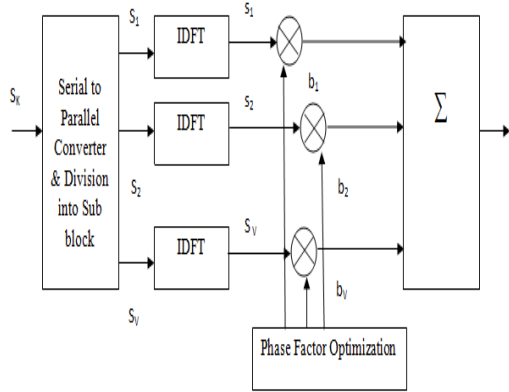 S1
s1
IDFT
SK
Serial to
Parallel
Converter
& Division
into Sub
block
b1
s2
IDFT
Σ
S2
b2
SV
IDFT
bV
SV
Phase Factor Optimization